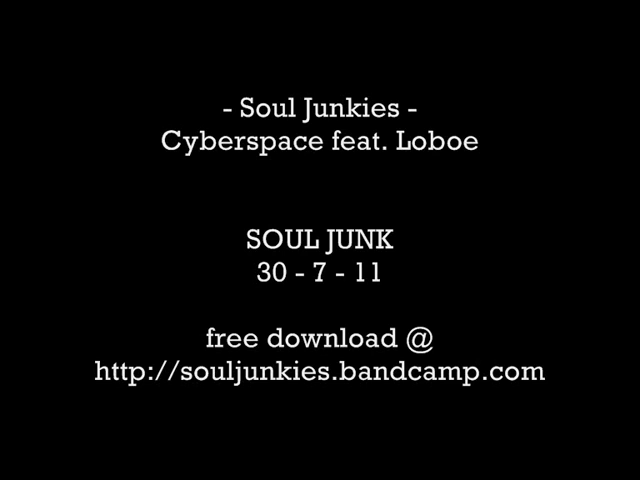 - Soul Junkies -
Cyberspace feat. Loboe
SOUL JUNK
30 - 7 - 11
free download @
http://souljunkies.bandcamp.com